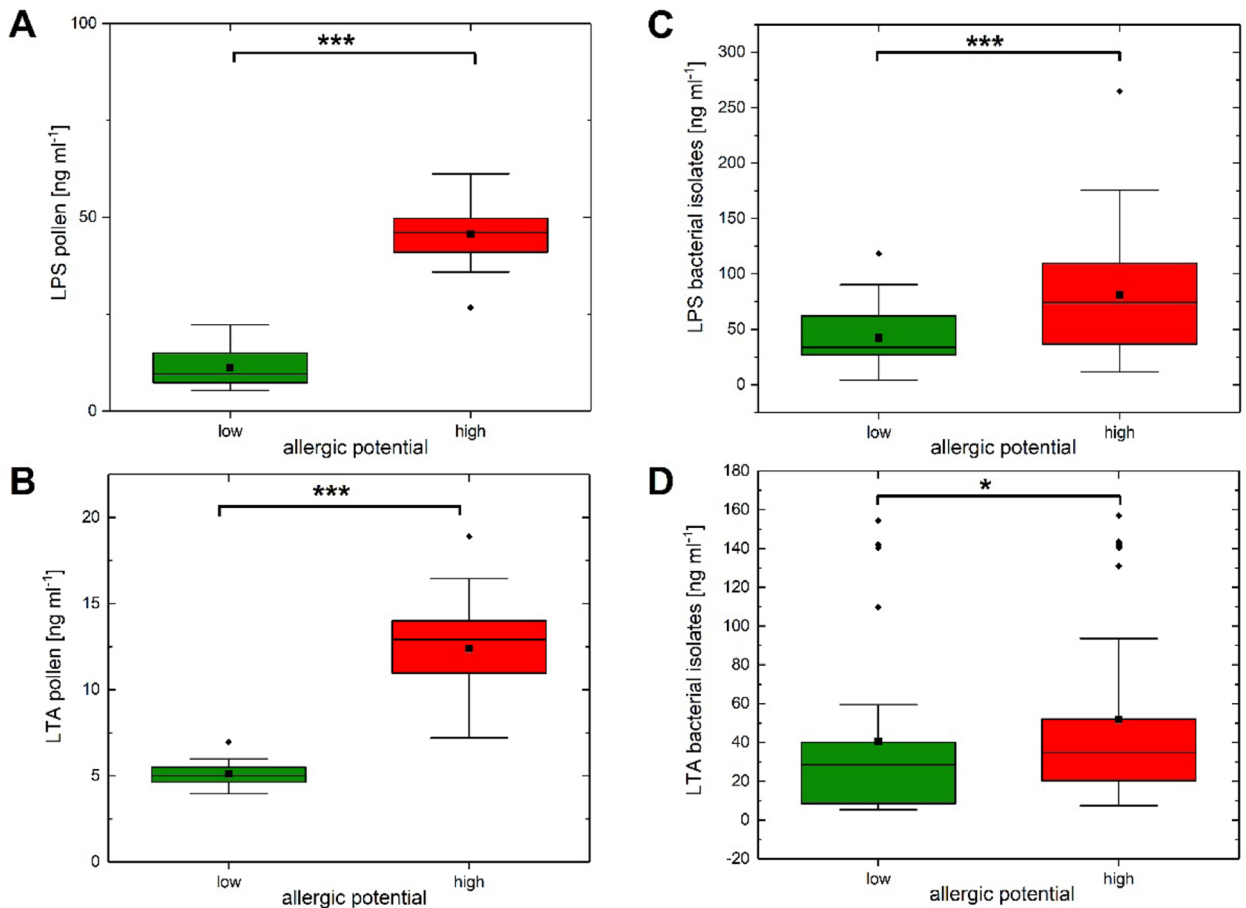 A
LPS pollen [ng ml⁻¹]
100
50
0
***
low
high
allergic potential
C
LPS bacterial isolates [ng ml⁻¹]
300
250
200
150
100
50
0
***
low
high
allergic potential
B
LTA pollen [ng ml⁻¹]
20
15
10
5
0
***
low
high
allergic potential
D
LTA bacterial isolates [ng ml⁻¹]
180
160
140
120
100
80
60
40
20
0
-20
*
low
high
allergic potential